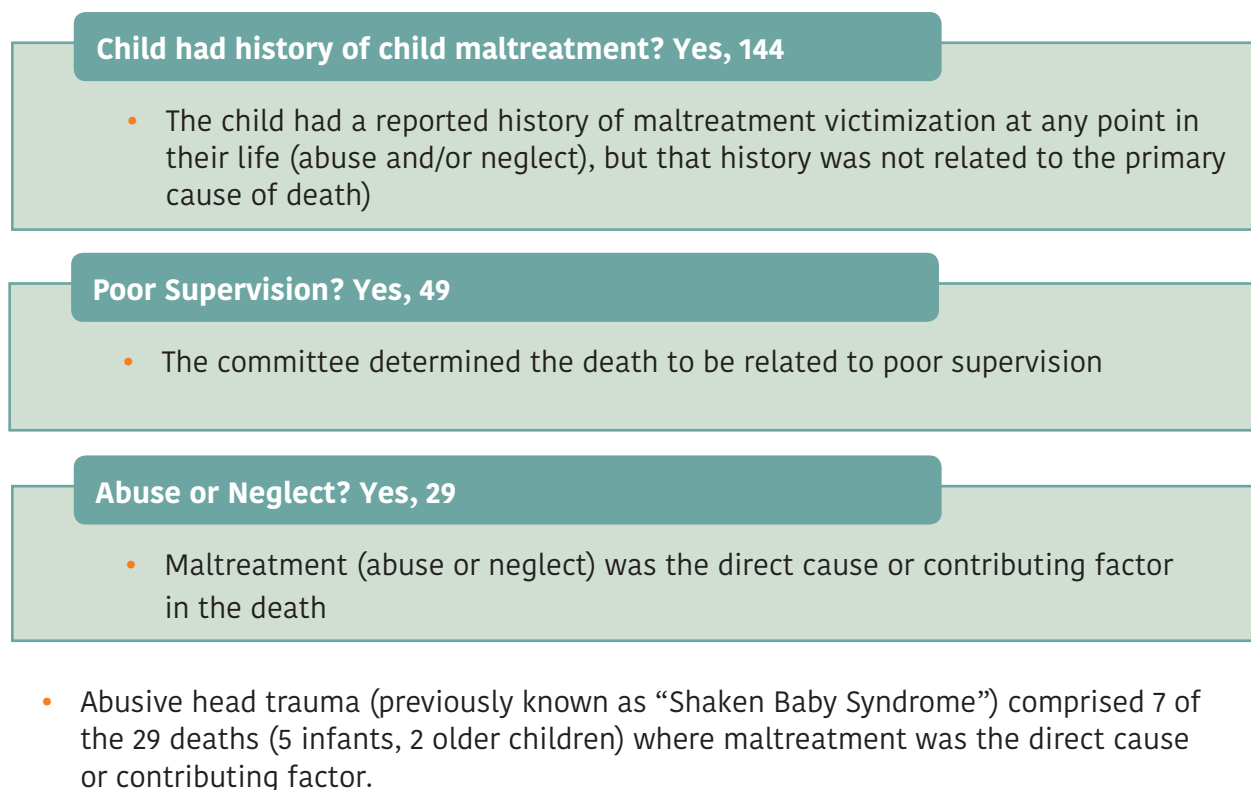 Child had history of child maltreatment? Yes, 144
• The child had a reported history of maltreatment victimization at any point in
their life (abuse and/or neglect), but that history was not related to the primary
cause of death)
Poor Supervision? Yes, 49
• The committee determined the death to be related to poor supervision
Abuse or Neglect? Yes, 29
• Maltreatment (abuse or neglect) was the direct cause or contributing factor
in the death
• Abusive head trauma (previously known as “Shaken Baby Syndrome”) comprised 7 of
the 29 deaths (5 infants, 2 older children) where maltreatment was the direct cause
or contributing factor.